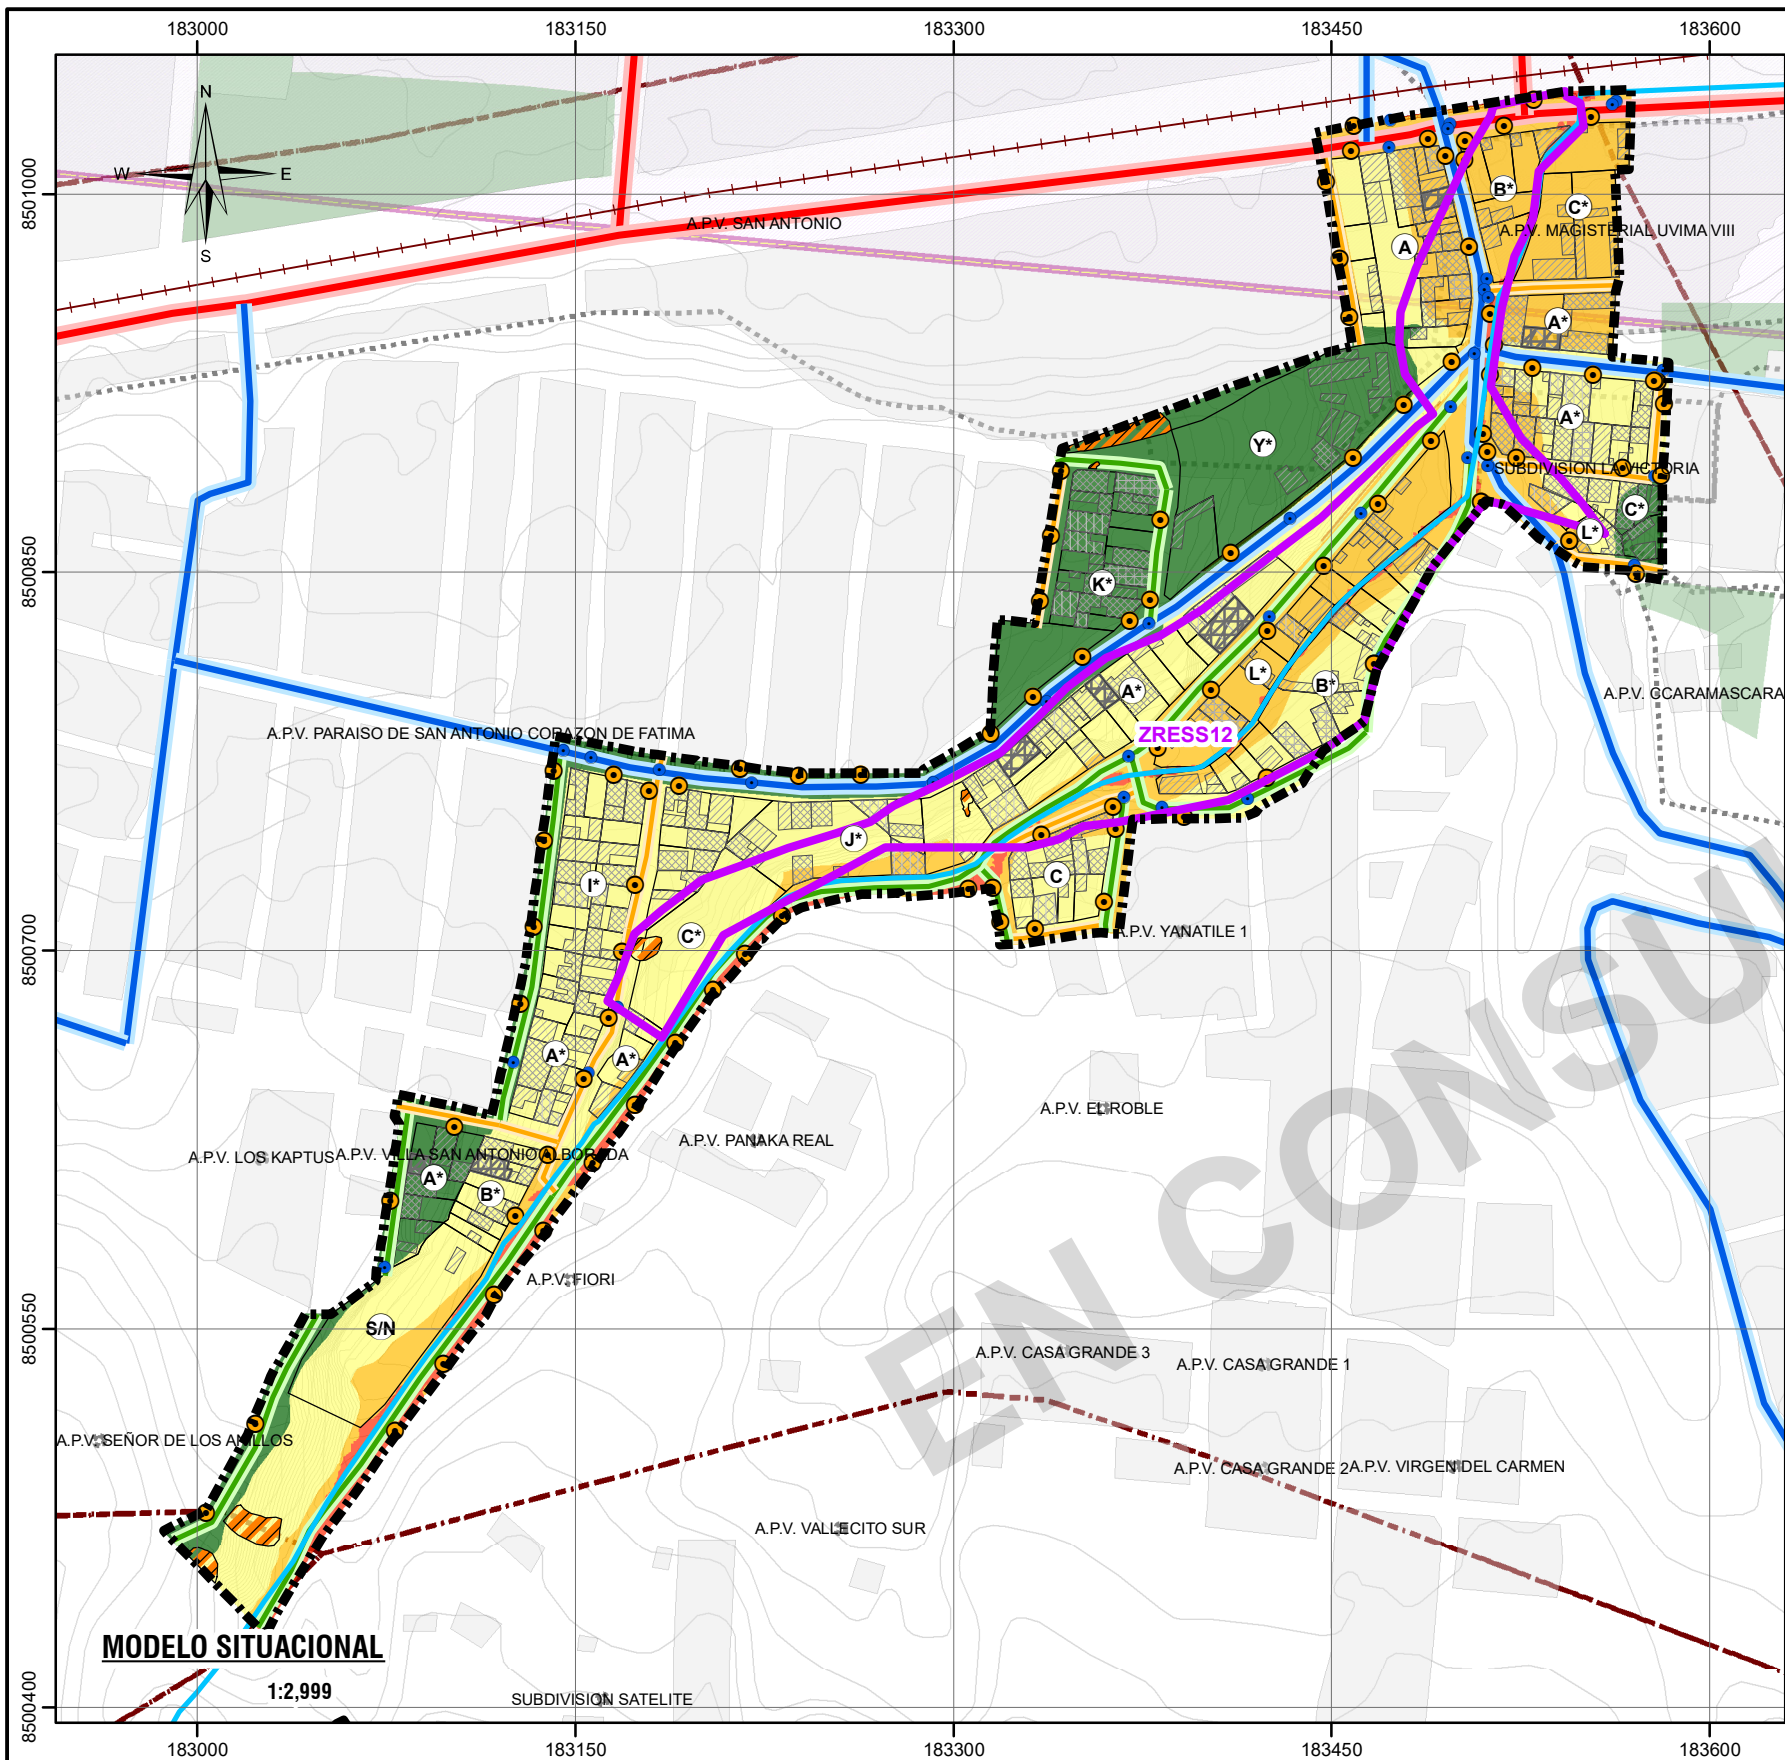 183000 183150 183300 183450 183600
N
W E
S
8501000
A.P.V. SAN ANTONIO
B*
C*
A.P.V. MAGISTERIAL UVIMA VIII
A
A*
A*
Y*
SUBDIVISION LA VICTORIA
C*
L*
8500850
K*
L*
B*
A*
A.P.V. CCARAMASCARA
ZRESS12
A.P.V. PARAISO DE SAN ANTONIO CORAZON DE FATIMA
J*
I*
C
C*
A.P.V. YANATILE 1
8500700
EN CONSU
A*
A*
A.P.V. EL ROBLE
A.P.V. PANAKA REAL
A.P.V. LOS KAPTUS
A.P.V. VILLA SAN ANTONIO ALBORADA
A*
B*
A.P.V. FIORI
S/N
8500550
A.P.V. CASA GRANDE 3
A.P.V. CASA GRANDE 1
A.P.V. SEÑOR DE LOS ANILLOS
A.P.V. CASA GRANDE 2
A.P.V. VIRGEN DEL CARMEN
A.P.V. VALLECITO SUR
MODELO SITUACIONAL
1:2,999
SUBDIVISION SATELITE
8500400
183000 183150 183300 183450 183600